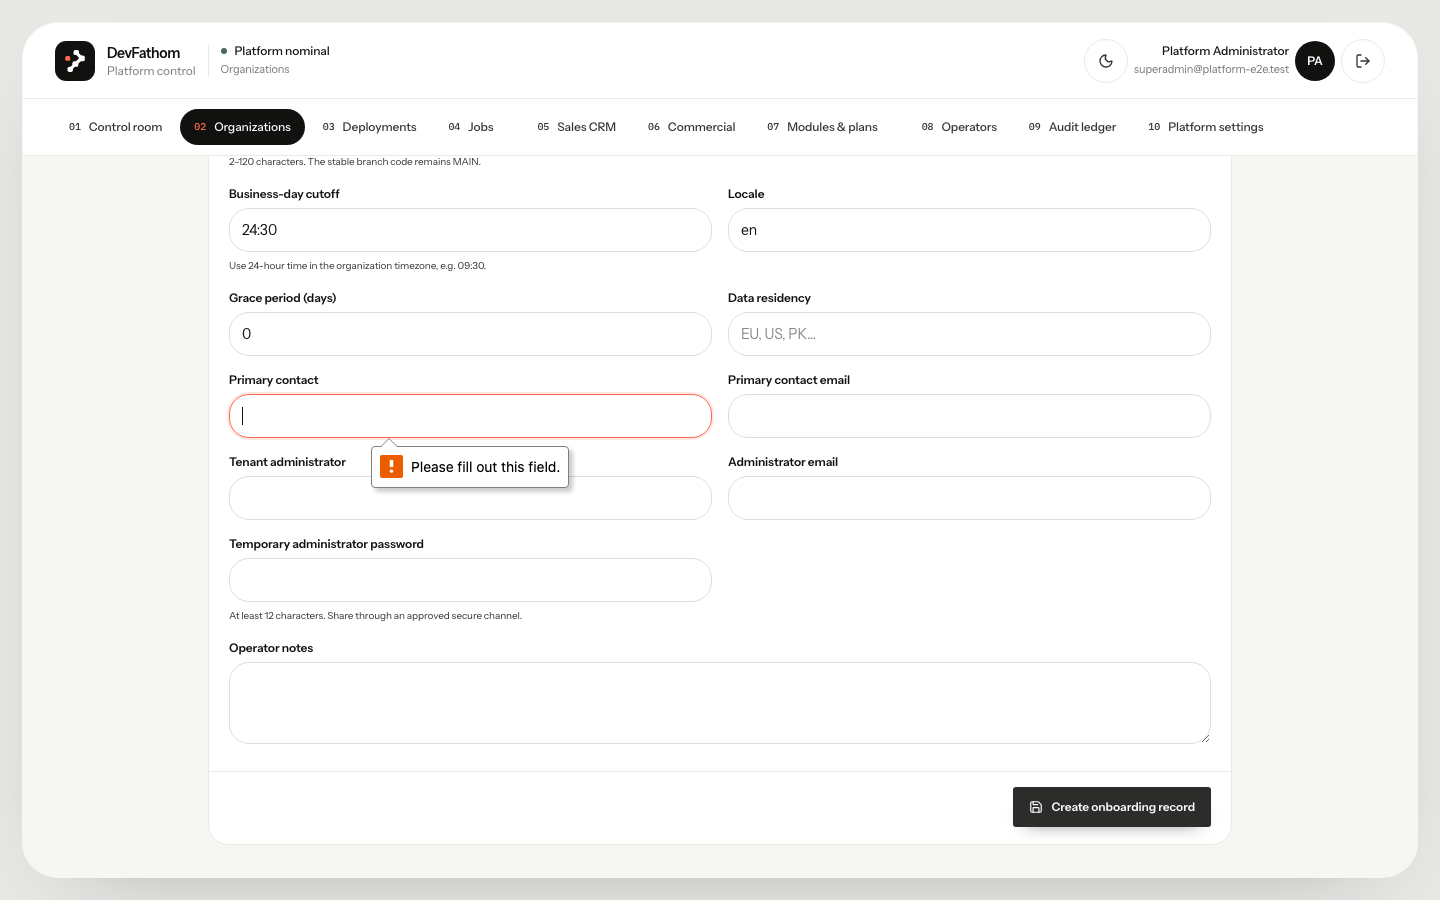 DevFathom
Platform control
Platform nominal
Organizations
Platform Administrator
superadmin@platform-e2e.test
PA
01 Control room
02 Organizations
03 Deployments
04 Jobs
05 Sales CRM
06 Commercial
07 Modules & plans
08 Operators
09 Audit ledger
10 Platform settings
2–120 characters. The stable branch code remains MAIN.
Business-day cutoff
Locale
24:30
en
Use 24-hour time in the organization timezone, e.g. 09:30.
Grace period (days)
Data residency
0
EU, US, PK...
Primary contact
Primary contact email
Please fill out this field.
Tenant administrator
Administrator email
Temporary administrator password
At least 12 characters. Share through an approved secure channel.
Operator notes
Create onboarding record